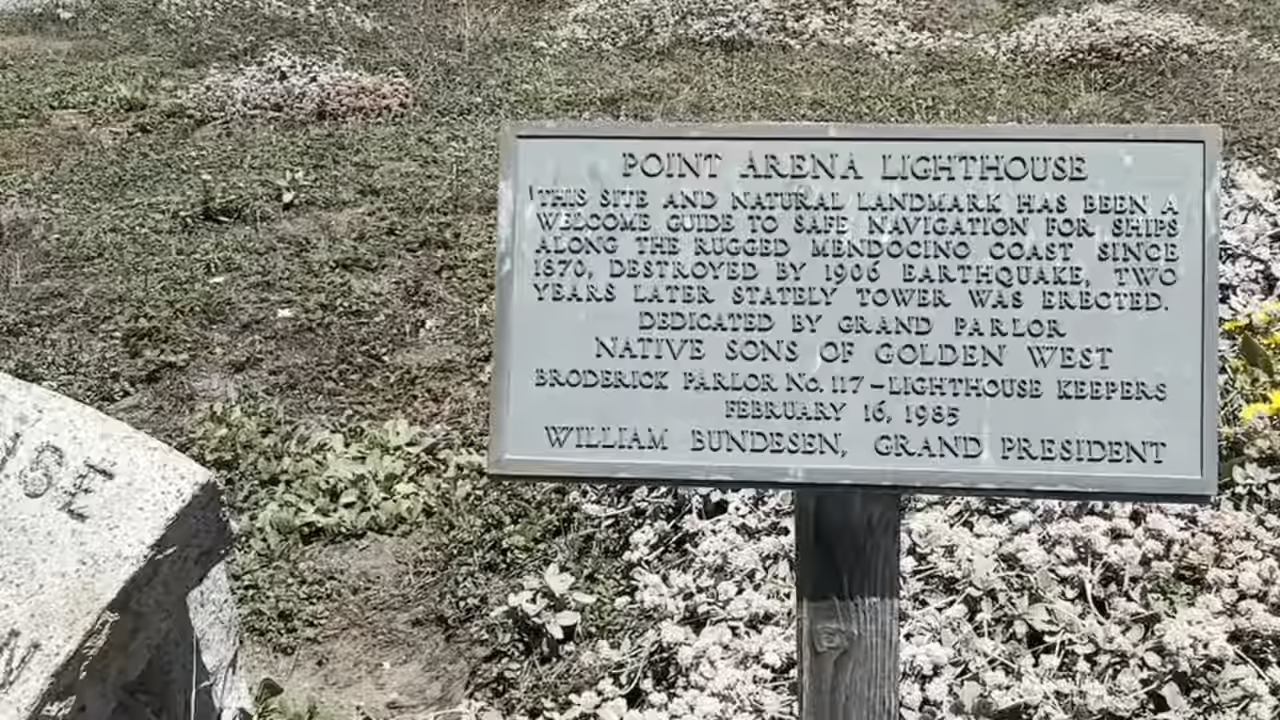 POINT ARENA LIGHTHOUSE
THIS SITE AND NATURAL LANDMARK HAS BEEN A
WELCOME GUIDE TO SAFE NAVIGATION FOR SHIPS
ALONG THE RUGGED MENDOCINO COAST SINCE
1870, DESTROYED BY 1906 EARTHQUAKE, TWO
YEARS LATER STATELY TOWER WAS ERECTED.
DEDICATED BY GRAND PARLOR
NATIVE SONS OF GOLDEN WEST
BRODERICK PARLOR No. 117 - LIGHTHOUSE KEEPERS
FEBRUARY 16, 1985
WILLIAM BUNDESEN, GRAND PRESIDENT